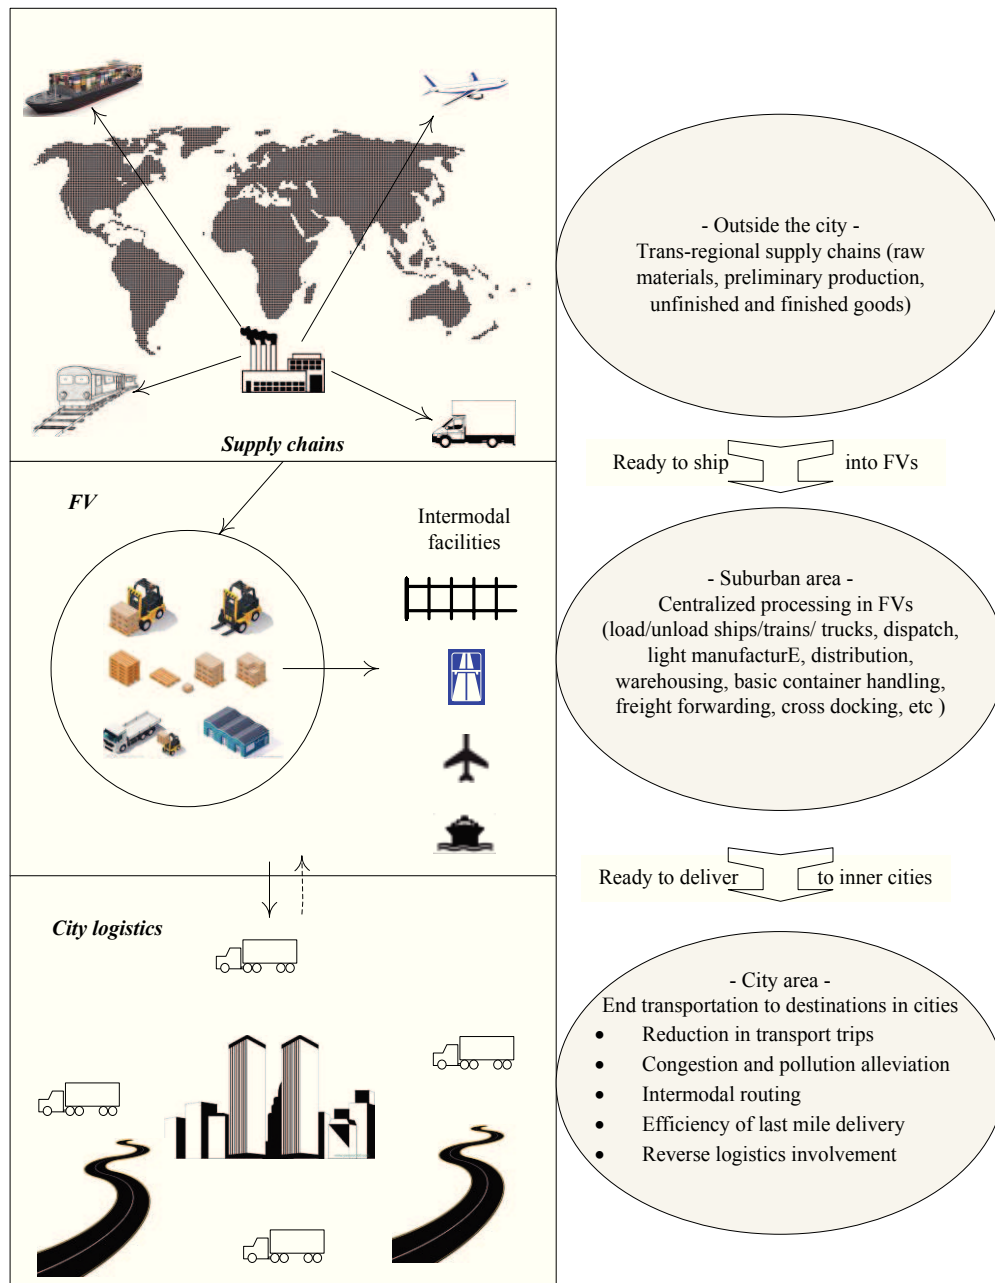 Supply chains
- Outside the city -
Trans-regional supply chains (raw
materials, preliminary production,
unfinished and finished goods)
Ready to ship into FVs
FV
Intermodal
facilities
- Suburban area -
Centralized processing in FVs
(load/unload ships/trains/ trucks, dispatch,
light manufacturE, distribution,
warehousing, basic container handling,
freight forwarding, cross docking, etc )
Ready to deliver to inner cities
City logistics
- City area -
End transportation to destinations in cities
• Reduction in transport trips
• Congestion and pollution alleviation
• Intermodal routing
• Efficiency of last mile delivery
• Reverse logistics involvement